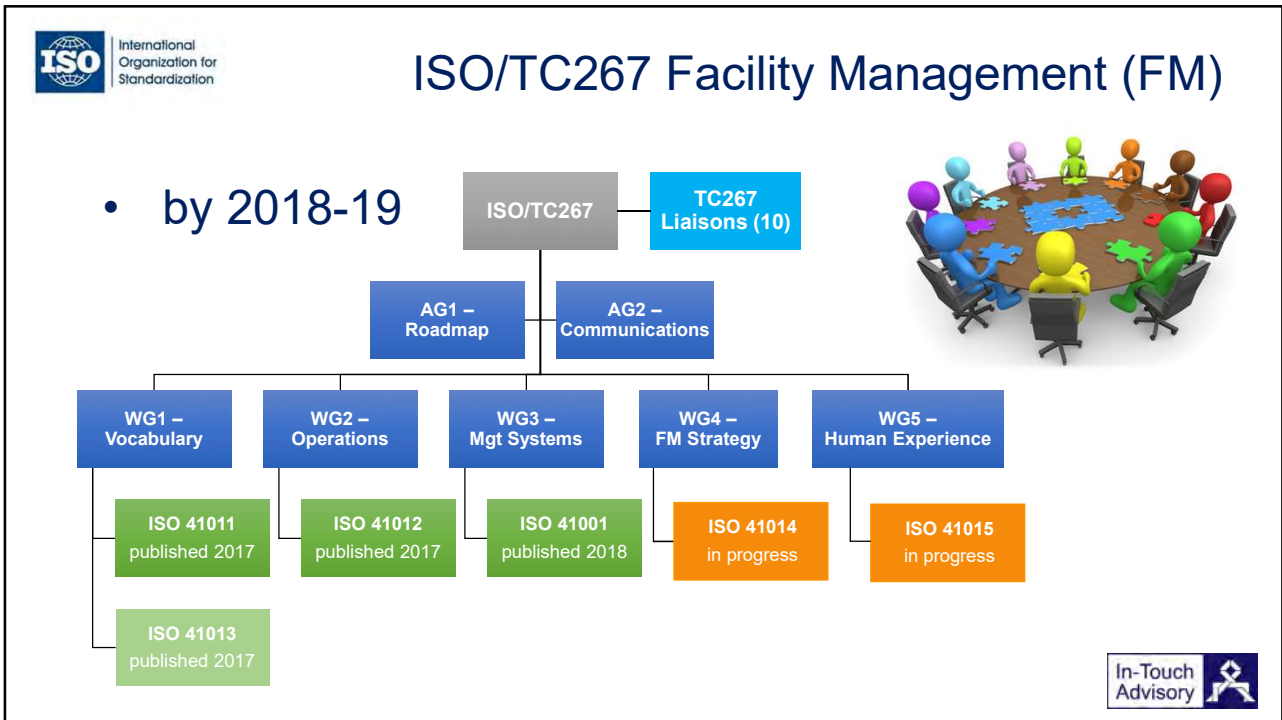 ISO
International
Organization for
Standardization
ISO/TC267 Facility Management (FM)
• by 2018-19
ISO/TC267
TC267
Liaisons (10)
AG1 –
Roadmap
AG2 –
Communications
WG1 –
Vocabulary
WG2 –
Operations
WG3 –
Mgt Systems
WG4 –
FM Strategy
WG5 –
Human Experience
ISO 41011
published 2017
ISO 41012
published 2017
ISO 41001
published 2018
ISO 41014
in progress
ISO 41015
in progress
ISO 41013
published 2017
In-Touch
Advisory